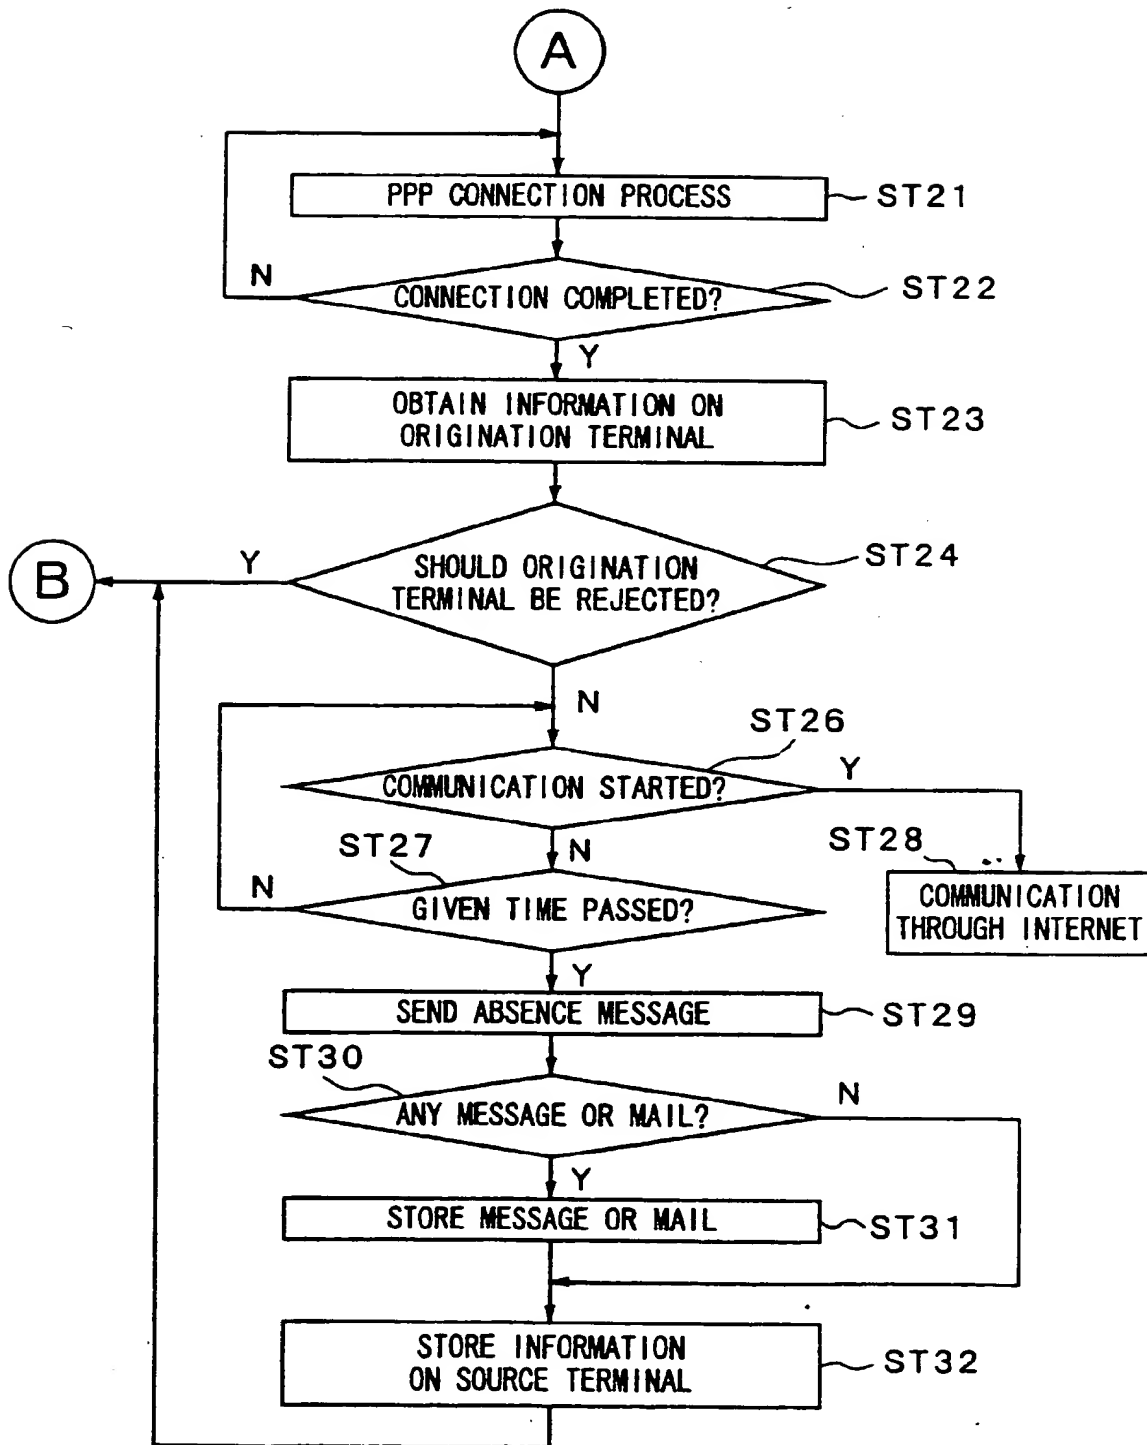 A
PPP CONNECTION PROCESS
ST21
N
CONNECTION COMPLETED?
ST22
Y
OBTAIN INFORMATION ON
ORIGINATION TERMINAL
ST23
B
Y
SHOULD ORIGINATION
TERMINAL BE REJECTED?
ST24
N
ST26
COMMUNICATION STARTED?
Y
ST27
N
ST28
N
GIVEN TIME PASSED?
COMMUNICATION
THROUGH INTERNET
Y
SEND ABSENCE MESSAGE
ST29
ST30
ANY MESSAGE OR MAIL?
N
Y
STORE MESSAGE OR MAIL
ST31
STORE INFORMATION
ON SOURCE TERMINAL
ST32